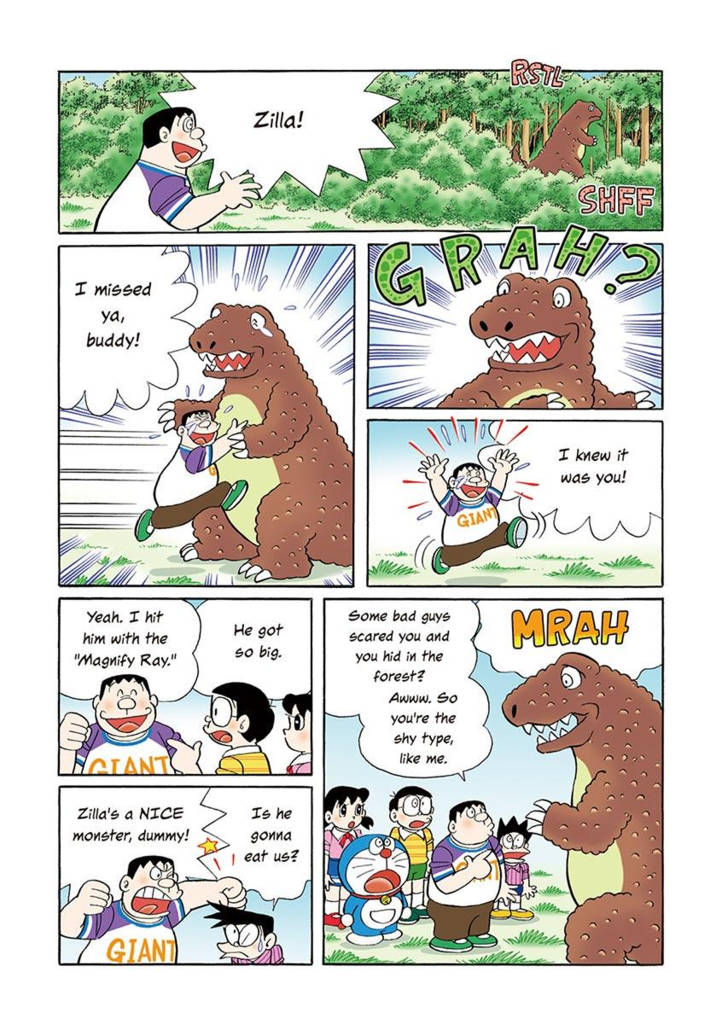 RSTL
SHFF
Zilla!
GRAH?
I knew it
was you!
GIANT
I missed
ya,
buddy!
G
MRAH
Some bad guys
scared you and
you hid in the
forest?
Awww. So
you're the
shy type,
like me.
He got
so big.
Yeah. I hit
him with the
"Magnify Ray."
GIANT
Is he
gonna
eat us?
Zilla's a NICE
monster, dummy!
GIANT